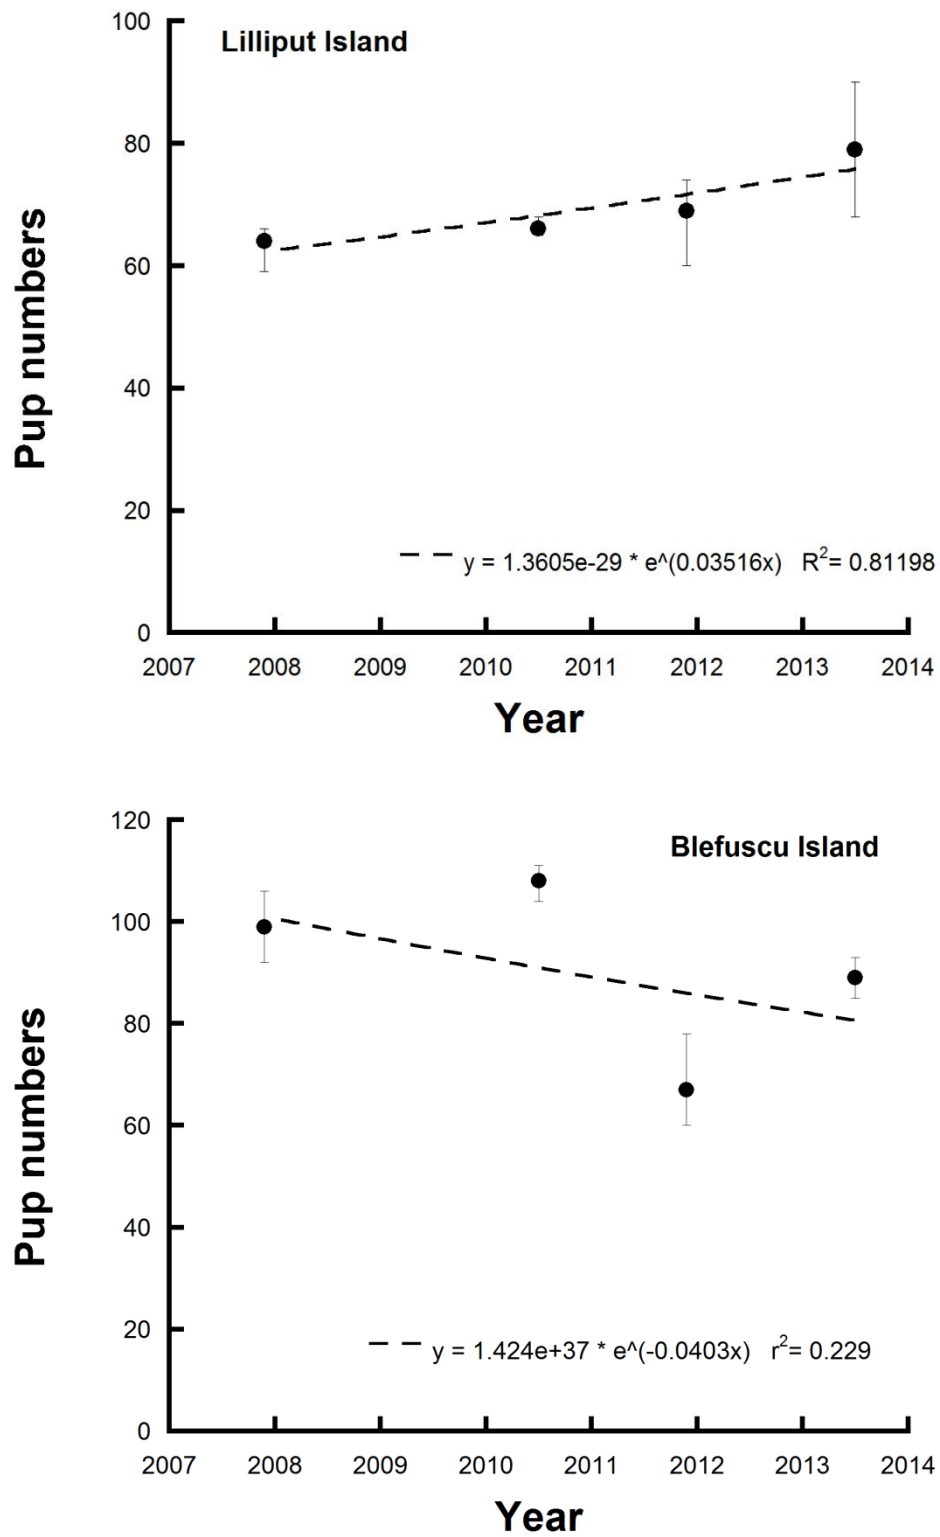 Lilliput Island
Pup numbers
100
80
60
40
20
0
y = 1.3605e-29 * e^(0.03516x) R²= 0.81198
2007 2008 2009 2010 2011 2012 2013 2014
Year
Blefuscu Island
Pup numbers
120
100
80
60
40
20
0
y = 1.424e+37 * e^(-0.0403x) r²= 0.229
2007 2008 2009 2010 2011 2012 2013 2014
Year